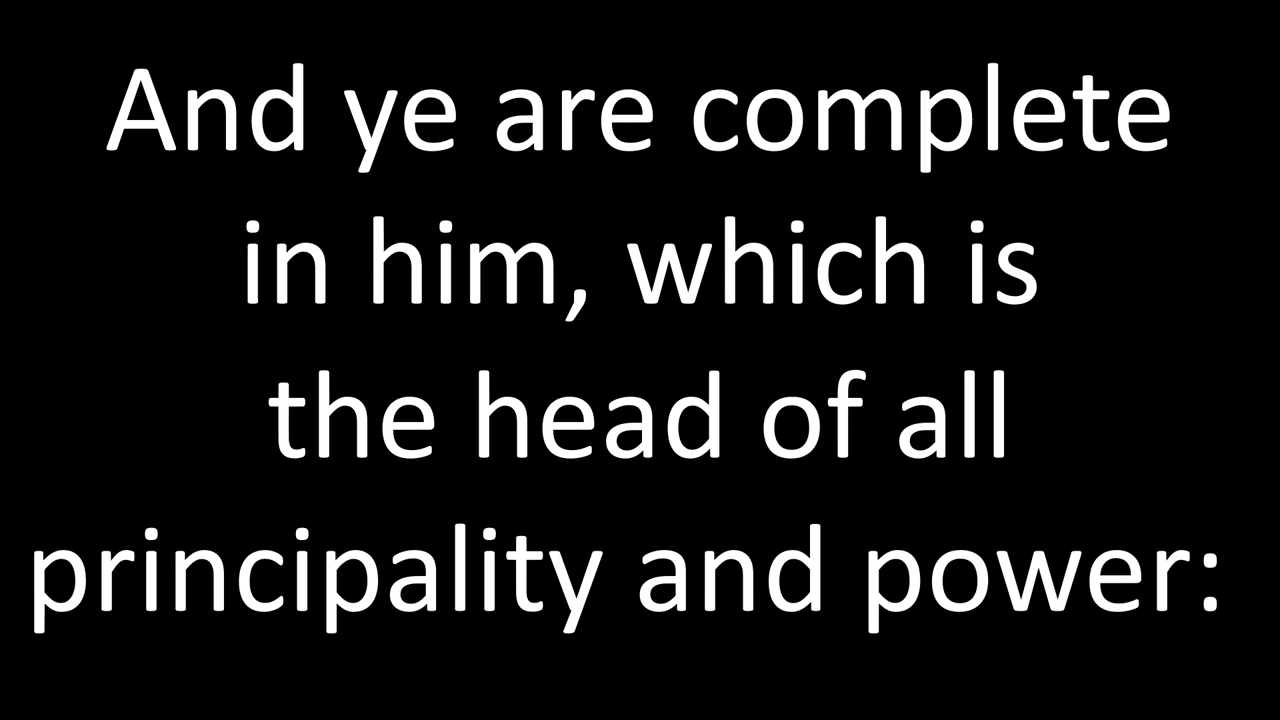 And ye are complete
in him, which is
the head of all
principality and power: